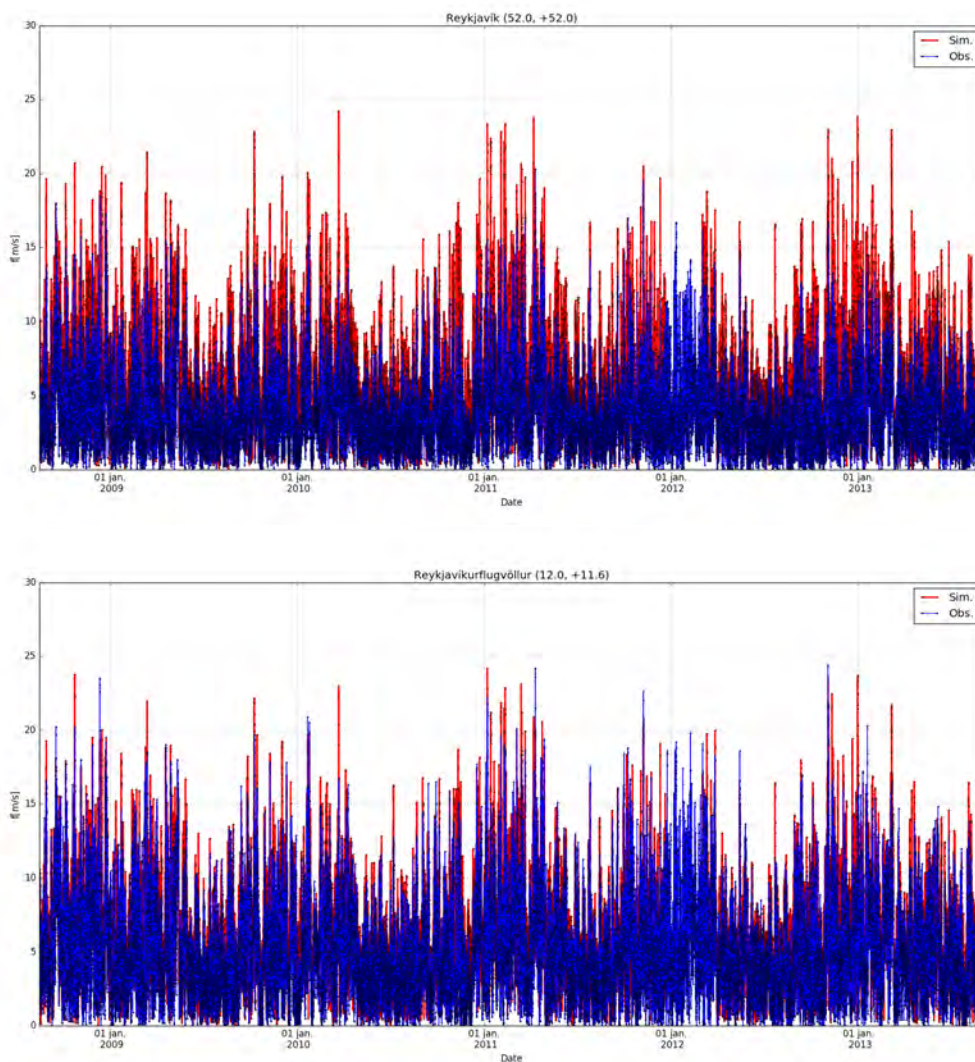 Reykjavík (52.0, +52.0)
30
25
20
15
10
5
0
f[m/s]
Sim.
Obs.
01 jan. 2009
01 jan. 2010
01 jan. 2011
01 jan. 2012
01 jan. 2013
Date
Reykjavíkurflugvöllur (12.0, +11.6)
30
25
20
15
10
5
0
f[m/s]
Sim.
Obs.
01 jan. 2009
01 jan. 2010
01 jan. 2011
01 jan. 2012
01 jan. 2013
Date